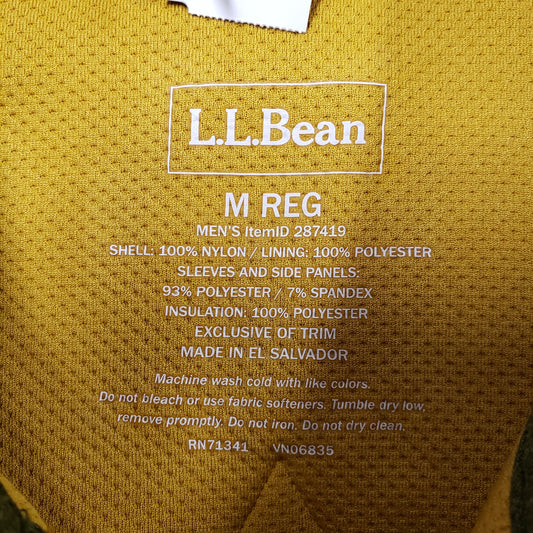 L.L.Bean
M REG
MEN'S ItemID 287419
SHELL: 100% NYLON / LINING: 100% POLYESTER
SLEEVES AND SIDE PANELS:
93% POLYESTER / 7% SPANDEX
INSULATION: 100% POLYESTER
EXCLUSIVE OF TRIM
MADE IN EL SALVADOR
Machine wash cold with like colors.
Do not bleach or use fabric softeners. Tumble dry low,
remove promptly. Do not iron. Do not dry clean.
RN71341 VN06835